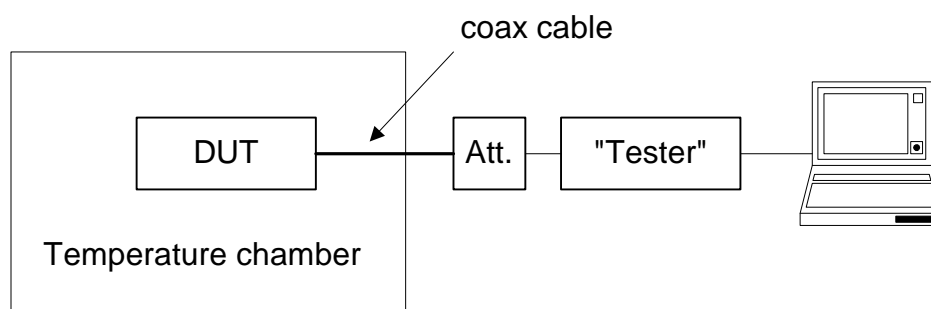 coax cable
DUT
Att.
"Tester"
Temperature chamber